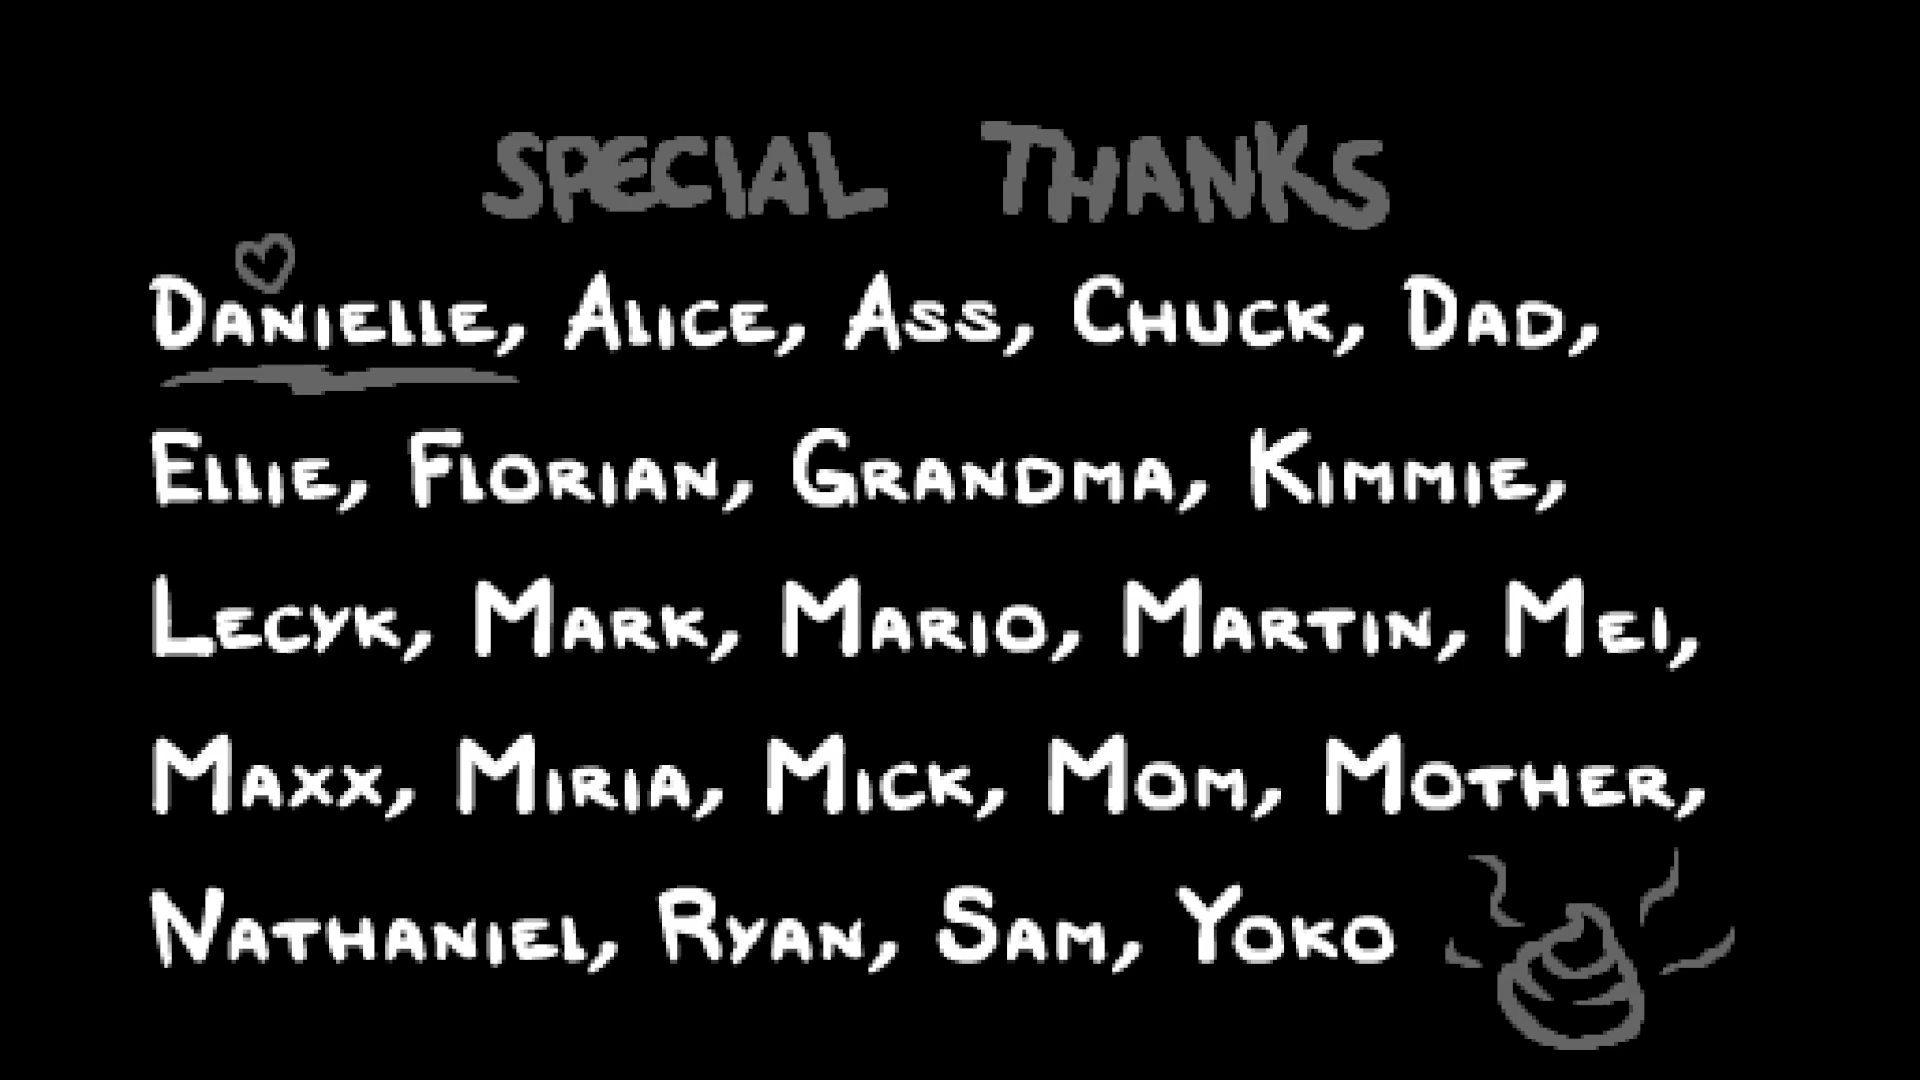 SPECIAL THANKS
DANIELLE, ALICE, ASS, CHUCK, DAD,
ELLIE, FLORIAN, GRANDMA, KIMMIE,
LECYK, MARK, MARIO, MARTIN, MEI,
MAXX, MIRIA, MICK, MOM, MOTHER,
NATHANIEL, RYAN, SAM, YOKO